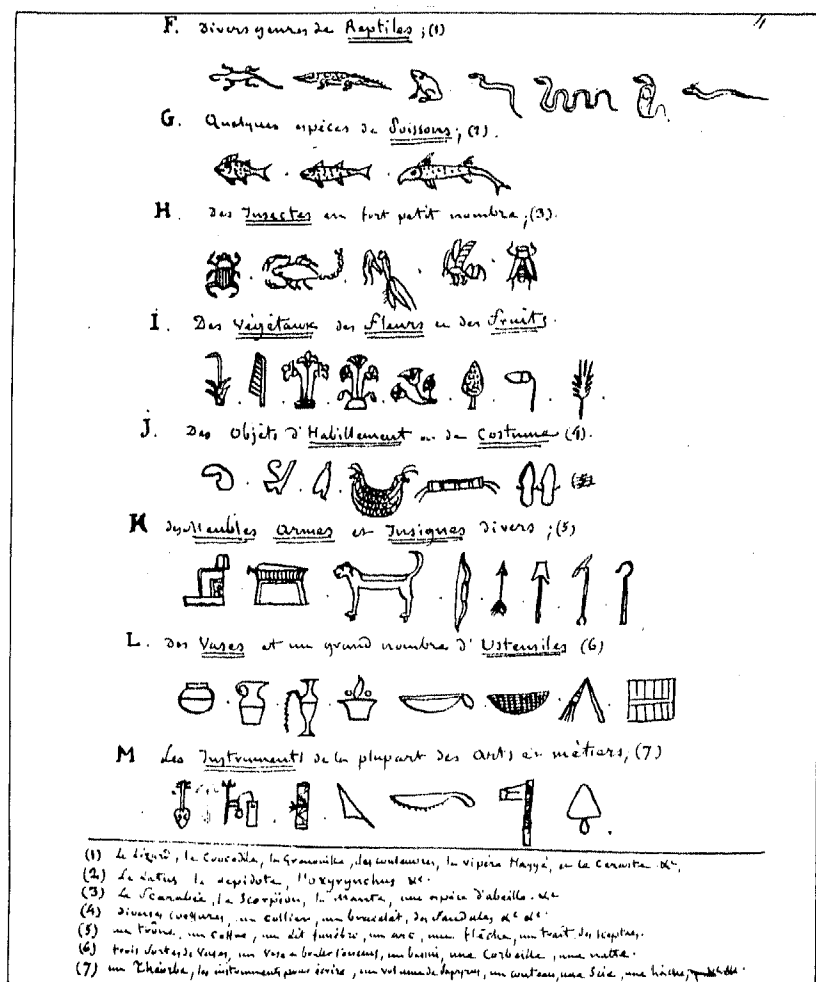 F. Divers genres de Reptiles ; (1)
G. Quelques espèces de Poissons ; (2).
H. Des Insectes en fort petit nombre ; (3).
I. Des Végétaux des fleurs et des fruits.
J. Des Objets d'Habillement ou de Costume (4).
K des Meubles Armes et Insignes divers ; (5)
L. Des Vases et un grand nombre d'Ustensiles (6)
M Les Instruments de la plupart des Arts et métiers, (7)
(1) Le Lézard, le Crocodile, la Grenouille, des couleuvres, la vipère Hayyé, et le Céraste &c.
(2) Le Latus le Lépidote, l'oxyrynchus &c.
(3) Le Scarabée, le Scorpion, la Mante, une espèce d'abeille. &c
(4) diverses coeffures, un collier, un bracelet, des Sandales &c &c.
(5) un trône, un coffre, un lit funèbre, un arc, une flèche, un trait des sceptres.
(6) trois sortes de Vases, un Vase à brûler l'encens, un bassin, une Corbeille, une natte.
(7) un Théorbe, les instruments pour écrire, un volume de papyrus, un couteau, une Scie, une hache,